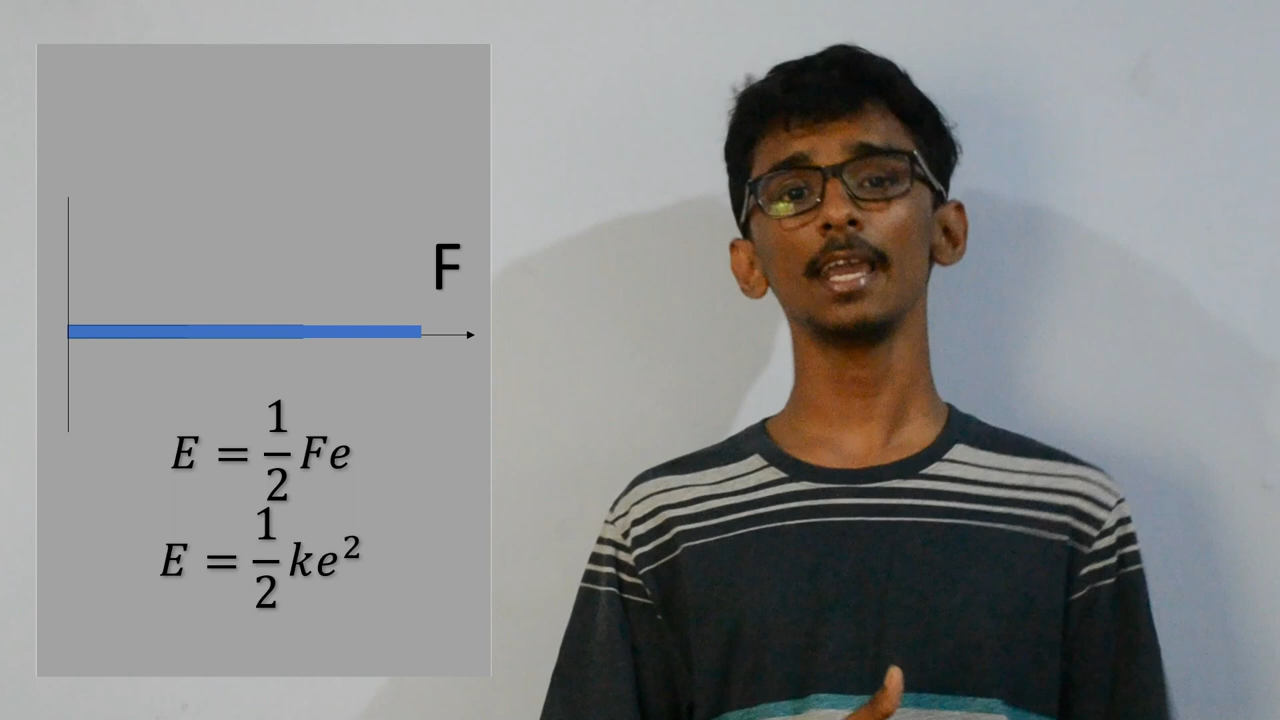 F
E = 1/2 Fe
E = 1/2 ke²